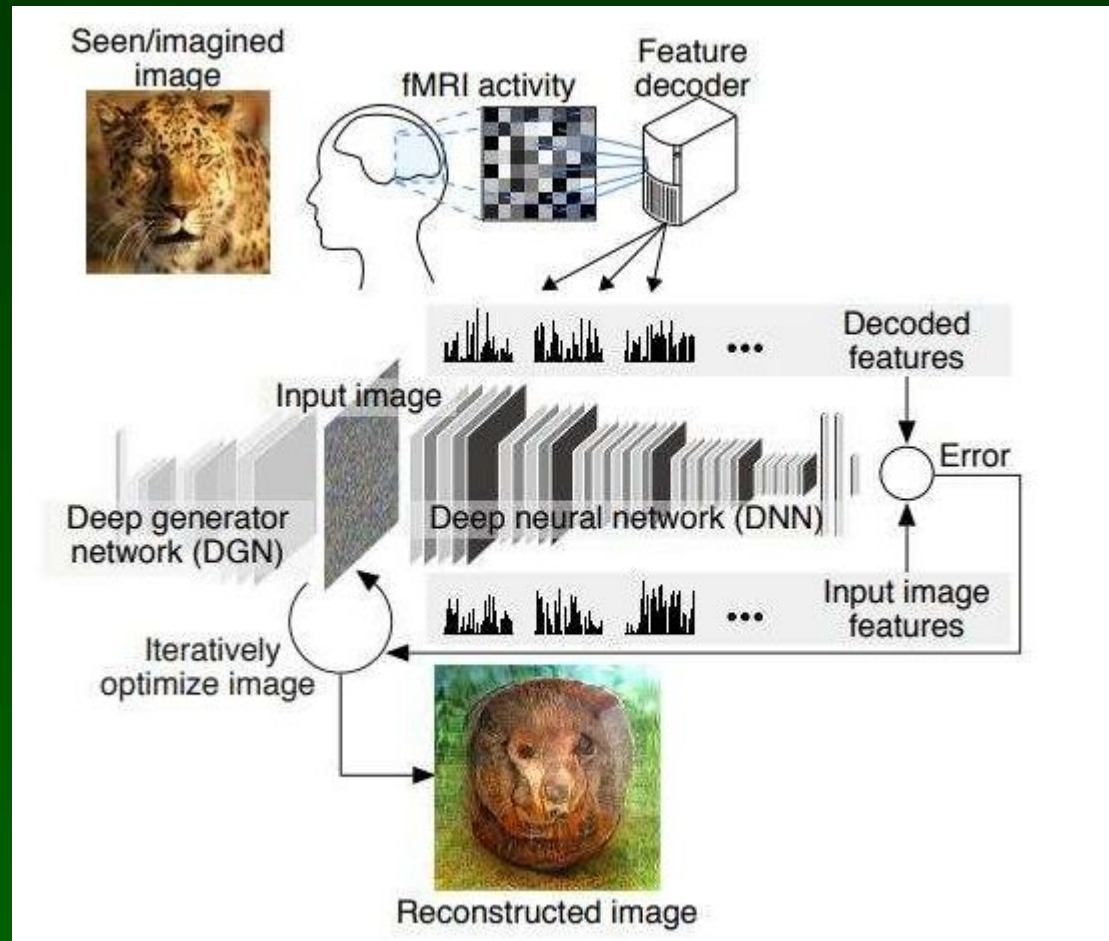 Seen/imagined
image
fMRI activity
Feature
decoder
Decoded
features
Input image
Error
Deep generator
network (DGN)
Deep neural network (DNN)
Input image
features
Iteratively
optimize image
Reconstructed image